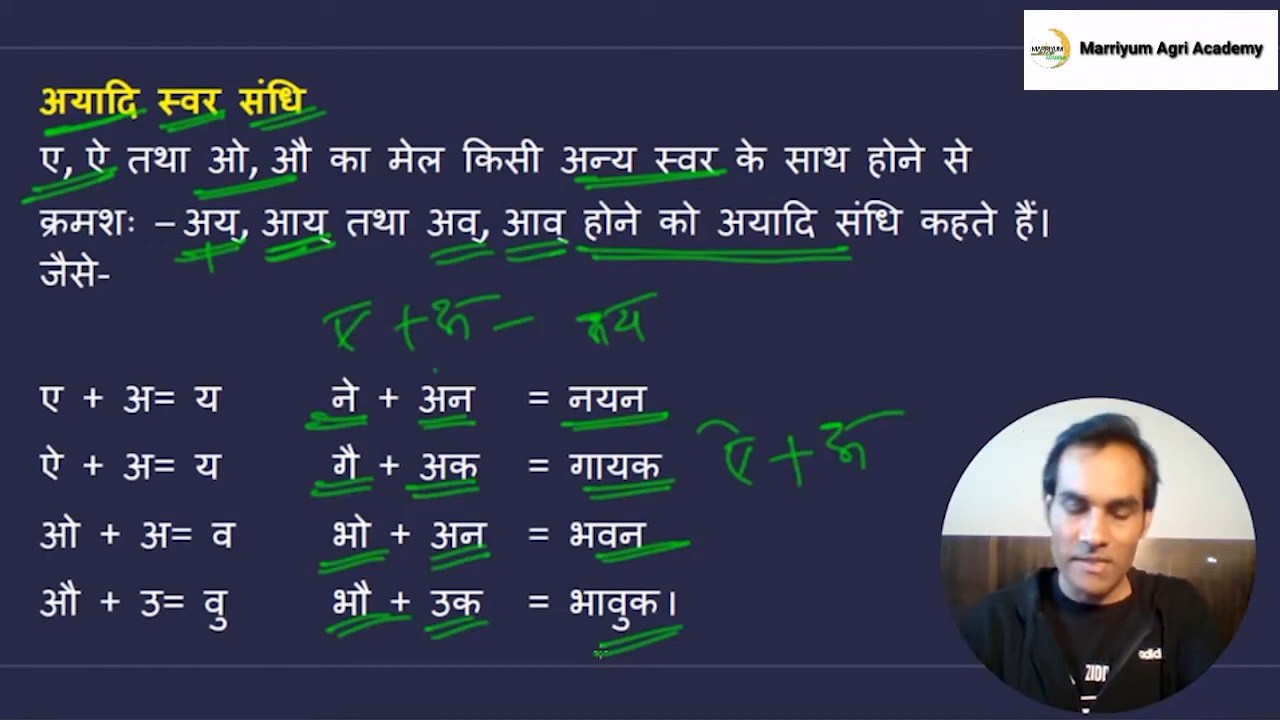 Marriyum Agri Academy
अयादि स्वर संधि
ए, ऐ तथा ओ, औ का मेल किसी अन्य स्वर के साथ होने से
क्रमशः – अय्, आय् तथा अव्, आव् होने को अयादि संधि कहते हैं।
जैसे-
ए + अ – अय
ए + अ= य ने + अन = नयन
ऐ + अ= य गै + अक = गायक ऐ + अ
ओ + अ= व भो + अन = भवन
औ + उ= वु भौ + उक = भावुक।